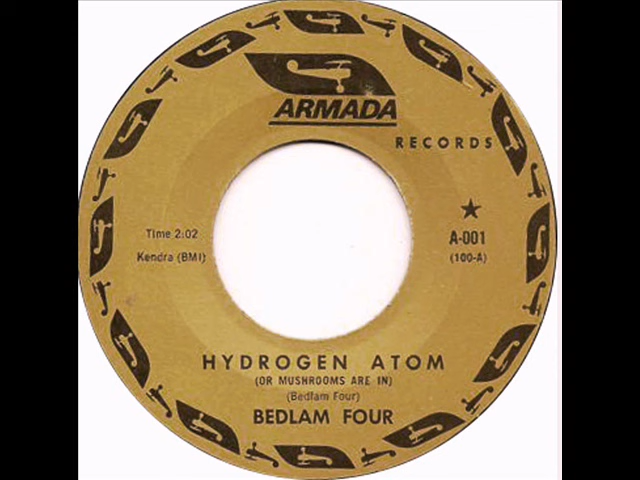 ARMADA
RECORDS
Time 2:02
Kendra (BMI)
★
A-001
(100-A)
HYDROGEN ATOM
(OR MUSHROOMS ARE IN)
(Bedlam Four)
BEDLAM FOUR